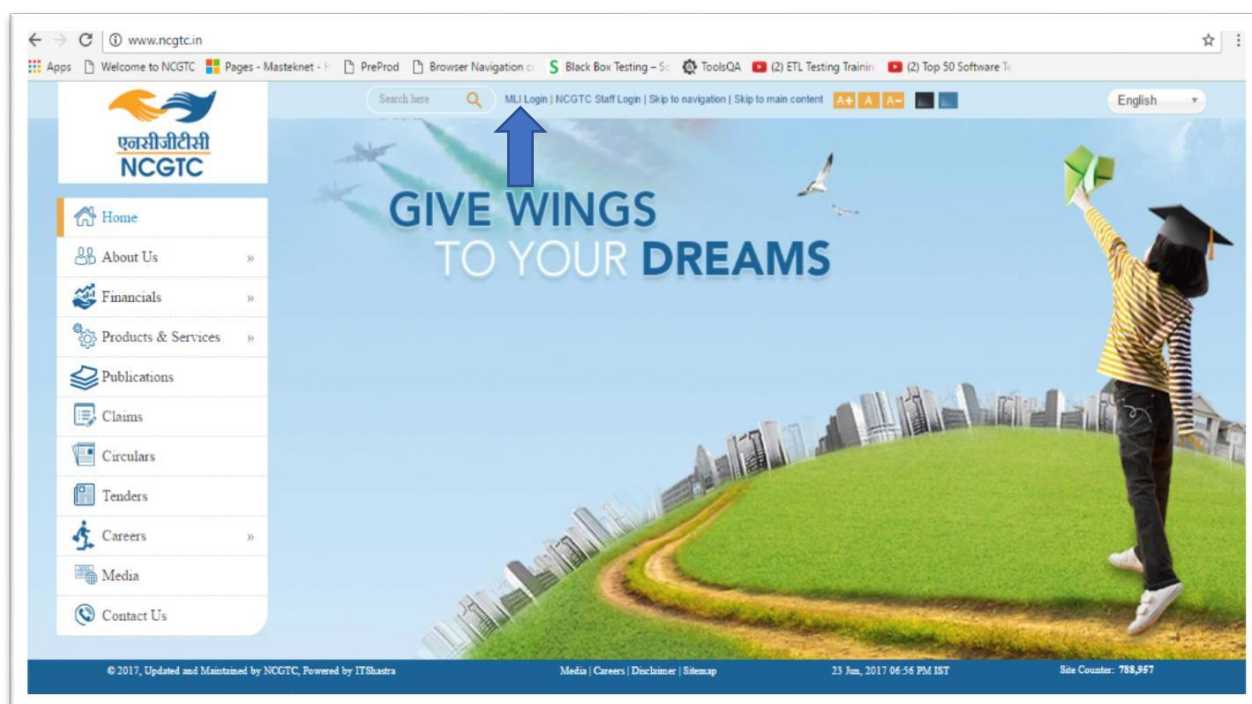 www.ncgtc.in
Apps Welcome to NCGTC Pages - Masteknet - PreProd Browser Navigation Black Box Testing – ToolsQA (2) ETL Testing Trainin (2) Top 50 Software
Search here MLI Login | NCGTC Staff Login | Skip to navigation | Skip to main content A+ A A- English
एनसीजीटीसी
NCGTC
GIVE WINGS
TO YOUR DREAMS
Home
About Us »
Financials »
Products & Services »
Publications
Claims
Circulars
Tenders
Careers »
Media
Contact Us
© 2017, Updated and Maintained by NCGTC, Powered by ITShastra Media | Careers | Disclaimer | Sitemap 23 Jun, 2017 06:56 PM IST Site Counter: 788,957